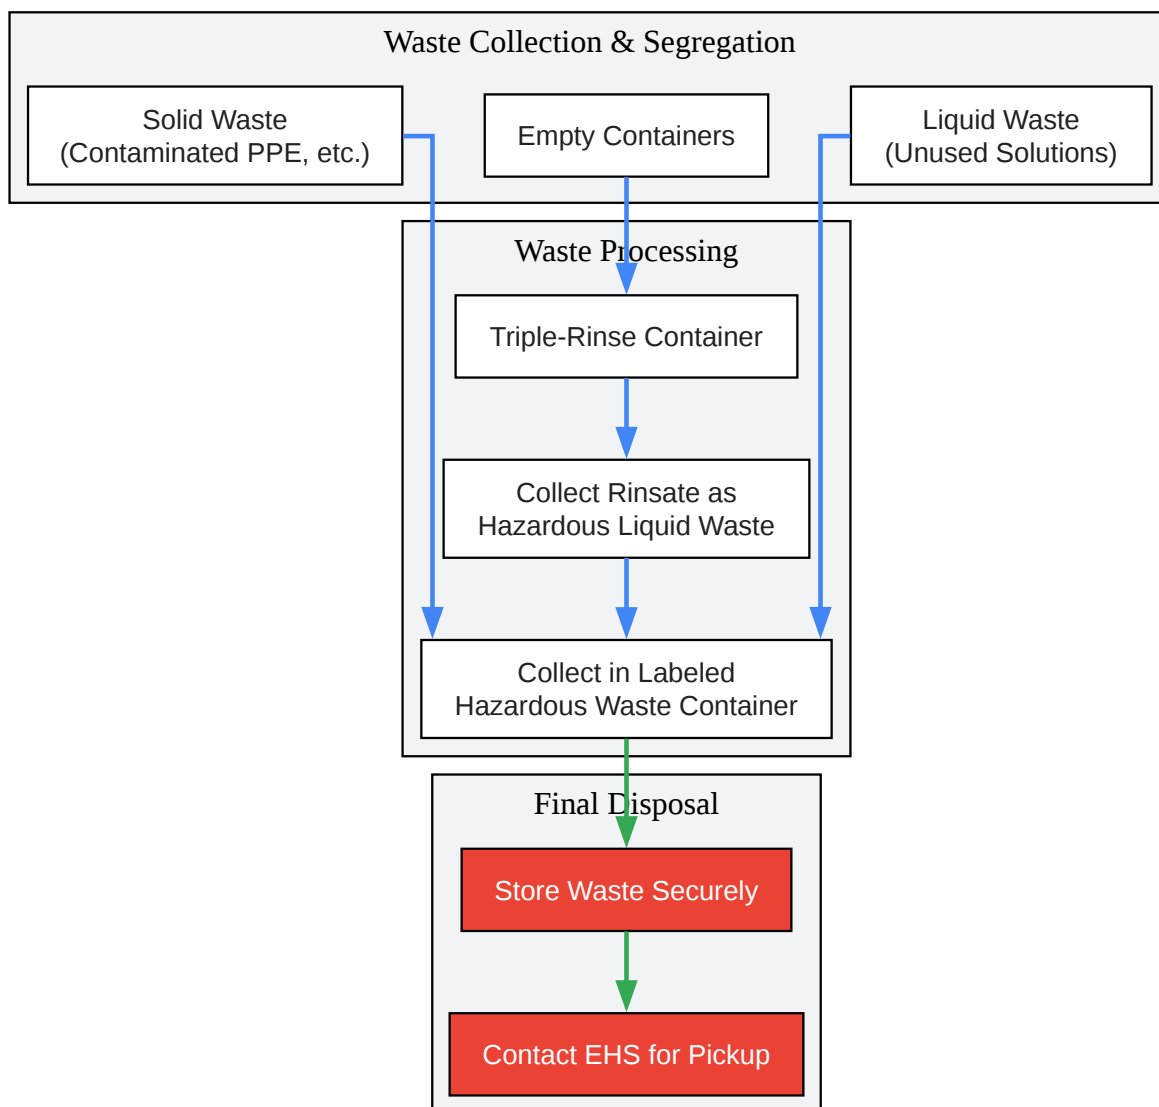 Waste Collection & Segregation
Solid Waste
(Contaminated PPE, etc.)
Empty Containers
Liquid Waste
(Unused Solutions)
Waste Processing
Triple-Rinse Container
Collect Rinsate as
Hazardous Liquid Waste
Collect in Labeled
Hazardous Waste Container
Final Disposal
Store Waste Securely
Contact EHS for Pickup